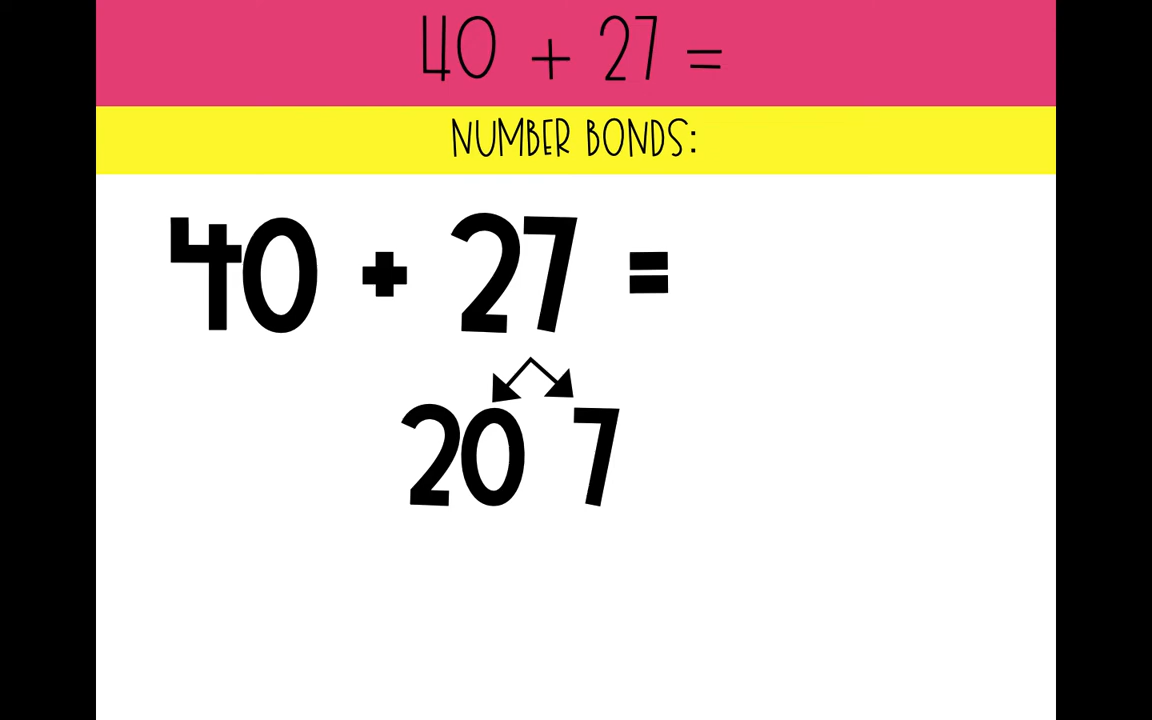 40 + 27 =
NUMBER BONDS:
40 + 27 =
20 7